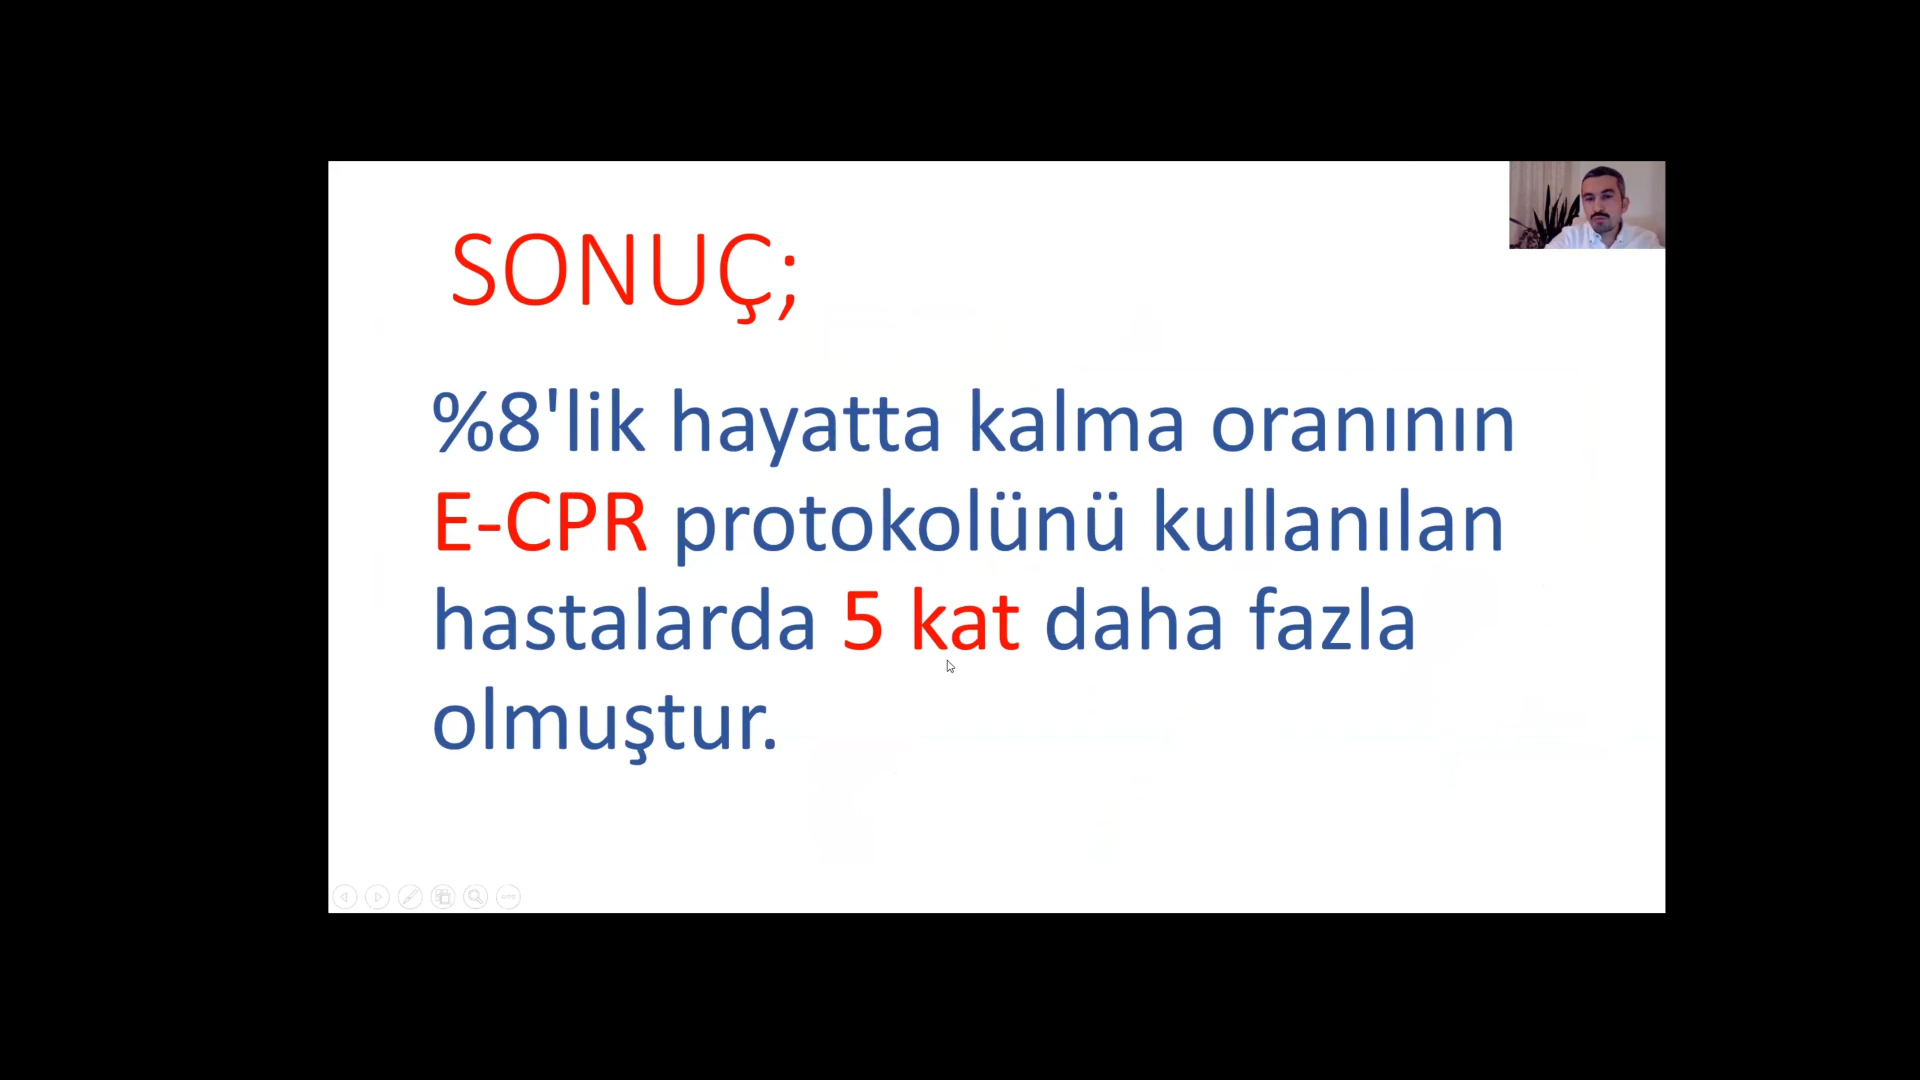 SONUÇ;
%8'lik hayatta kalma oranının
E-CPR protokolünü kullanılan
hastalarda 5 kat daha fazla
olmuştur.